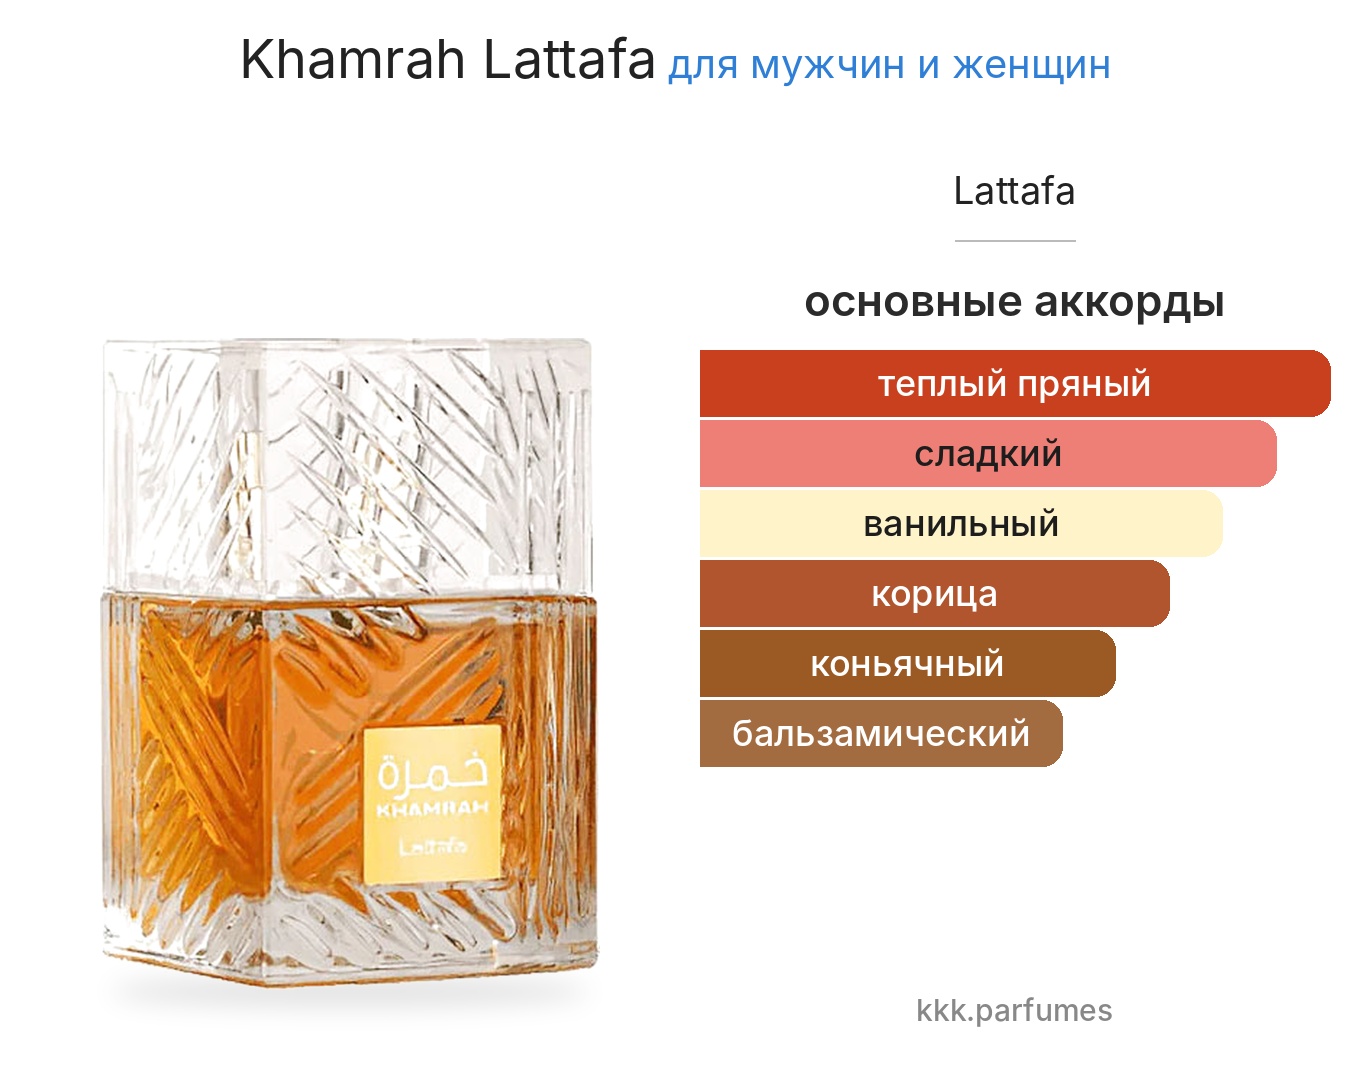 Khamrah Lattafa для мужчин и женщин
Lattafa
основные аккорды
теплый пряный
сладкий
ванильный
корица
коньячный
бальзамический
خمرة
KHAMRAH
Lattafa
kkk.parfumes